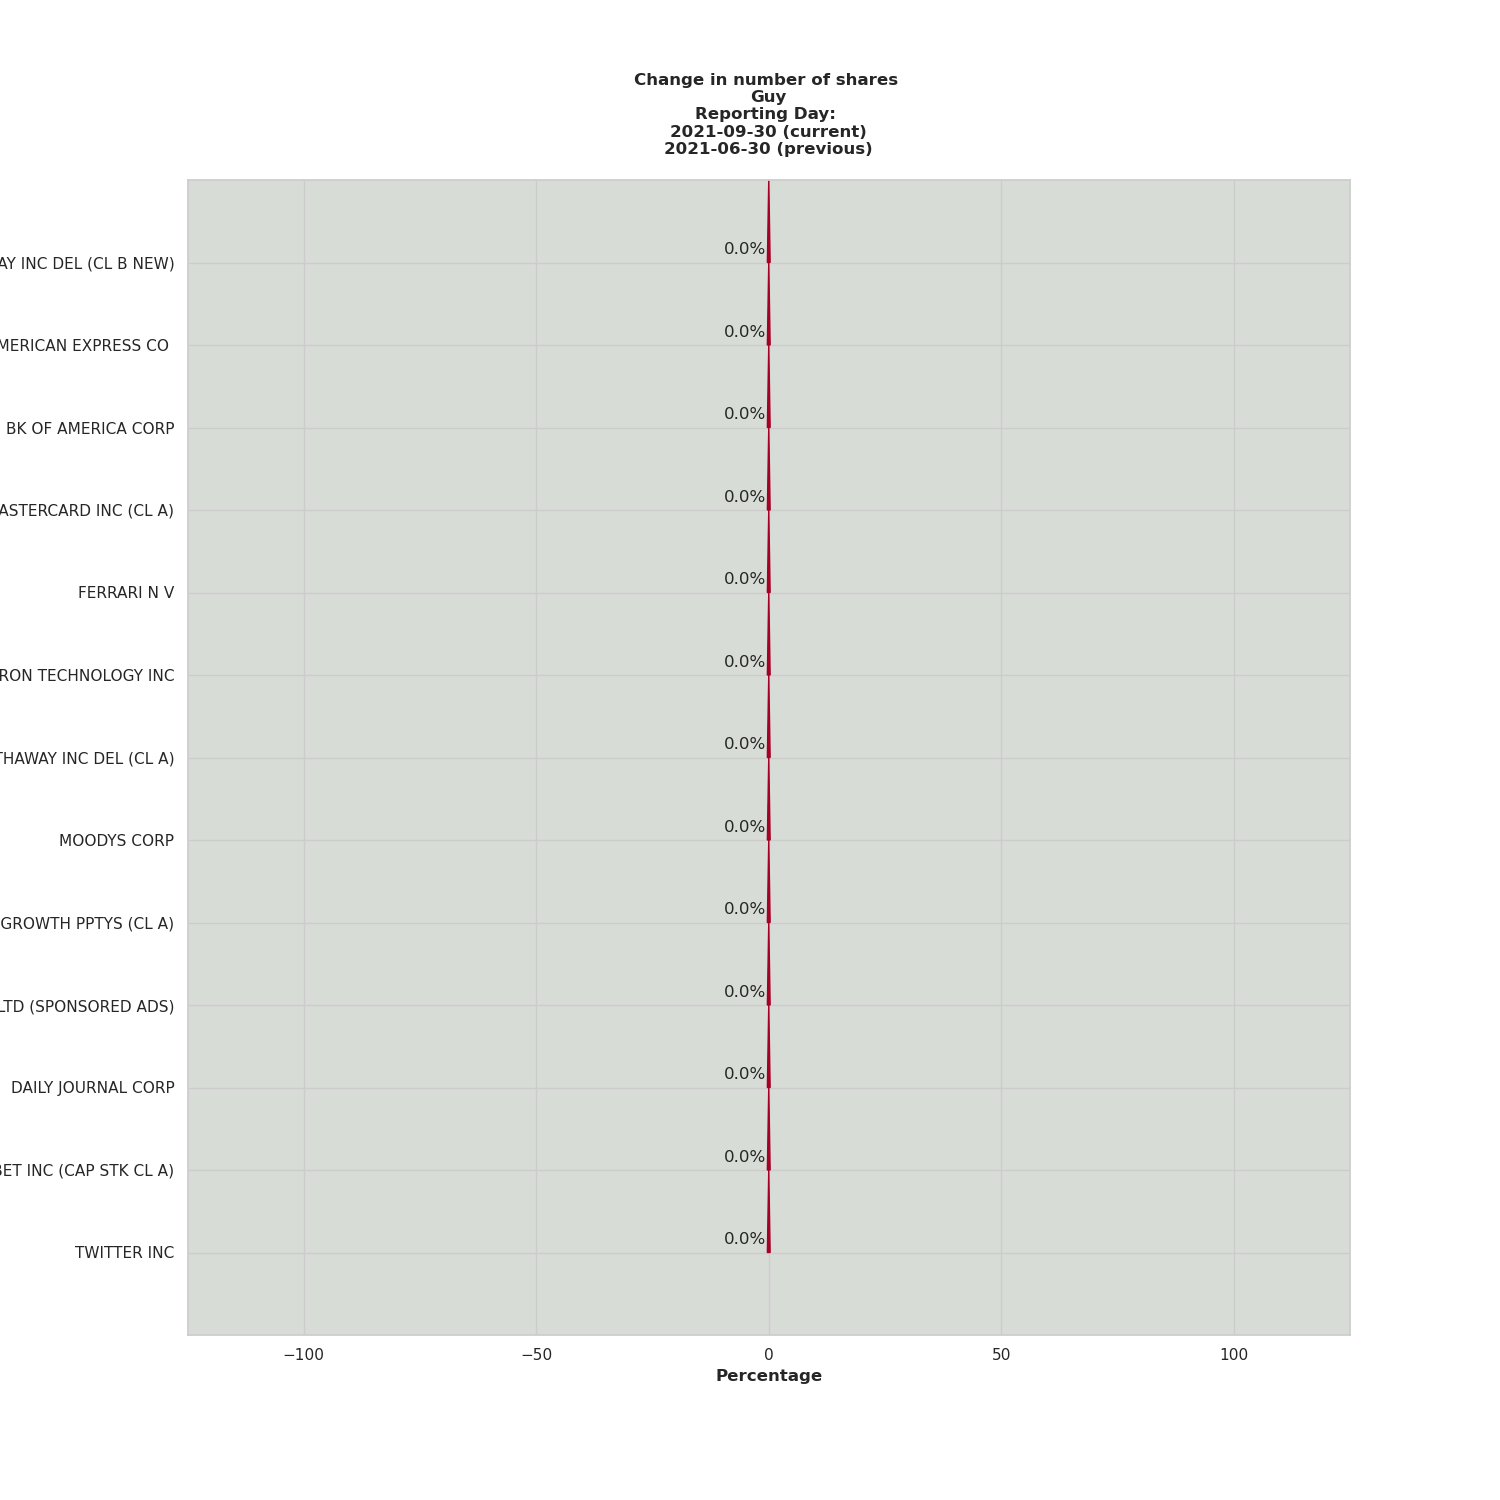 Change in number of shares
Guy
Reporting Day:
2021-09-30 (current)
2021-06-30 (previous)
0.0%
AY INC DEL (CL B NEW)
0.0%
MERICAN EXPRESS CO
0.0%
BK OF AMERICA CORP
0.0%
ASTERCARD INC (CL A)
0.0%
FERRARI N V
0.0%
RON TECHNOLOGY INC
0.0%
THAWAY INC DEL (CL A)
0.0%
MOODYS CORP
0.0%
GROWTH PPTYS (CL A)
0.0%
LTD (SPONSORED ADS)
0.0%
DAILY JOURNAL CORP
0.0%
BET INC (CAP STK CL A)
0.0%
TWITTER INC
−100 −50 0 50 100
Percentage